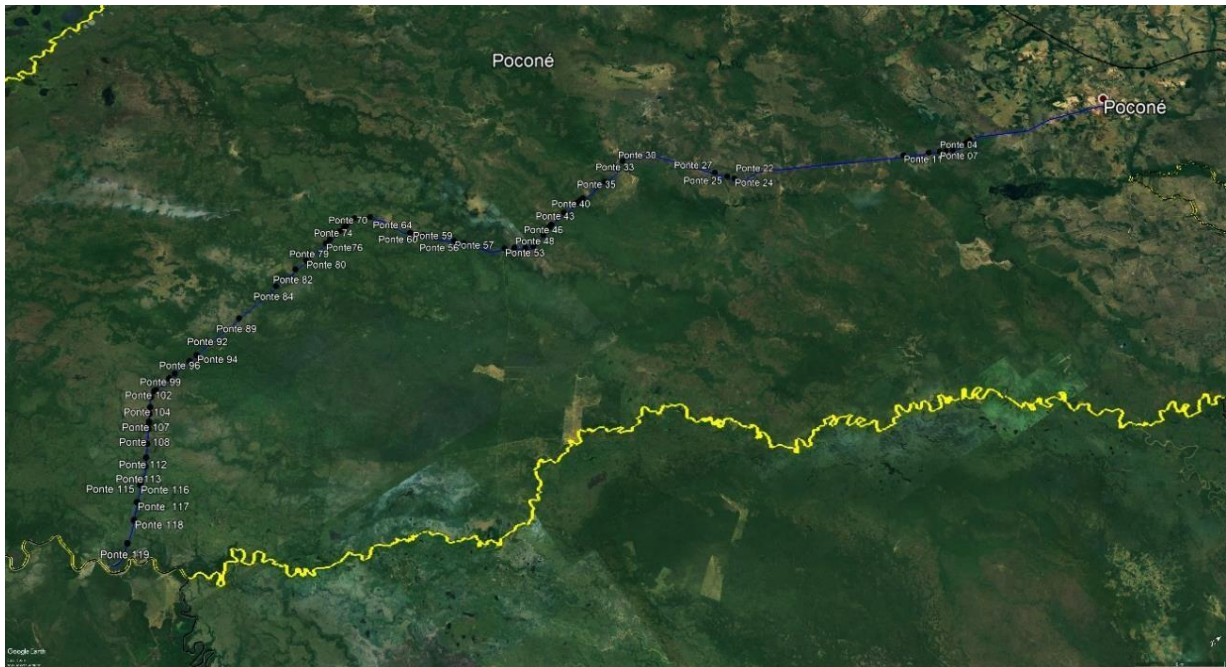 Poconé
Poconé
Ponte 04
Ponte 11
Ponte 07
Ponte 30
Ponte 33
Ponte 27
Ponte 22
Ponte 25
Ponte 24
Ponte 35
Ponte 40
Ponte 43
Ponte 46
Ponte 48
Ponte 53
Ponte 57
Ponte 59
Ponte 56
Ponte 60
Ponte 64
Ponte 70
Ponte 74
Ponte76
Ponte 79
Ponte 80
Ponte 82
Ponte 84
Ponte 89
Ponte 92
Ponte 94
Ponte 96
Ponte 99
Ponte 102
Ponte 104
Ponte 107
Ponte 108
Ponte 112
Ponte 113
Ponte 115
Ponte 116
Ponte 117
Ponte 118
Ponte 119
Google Earth